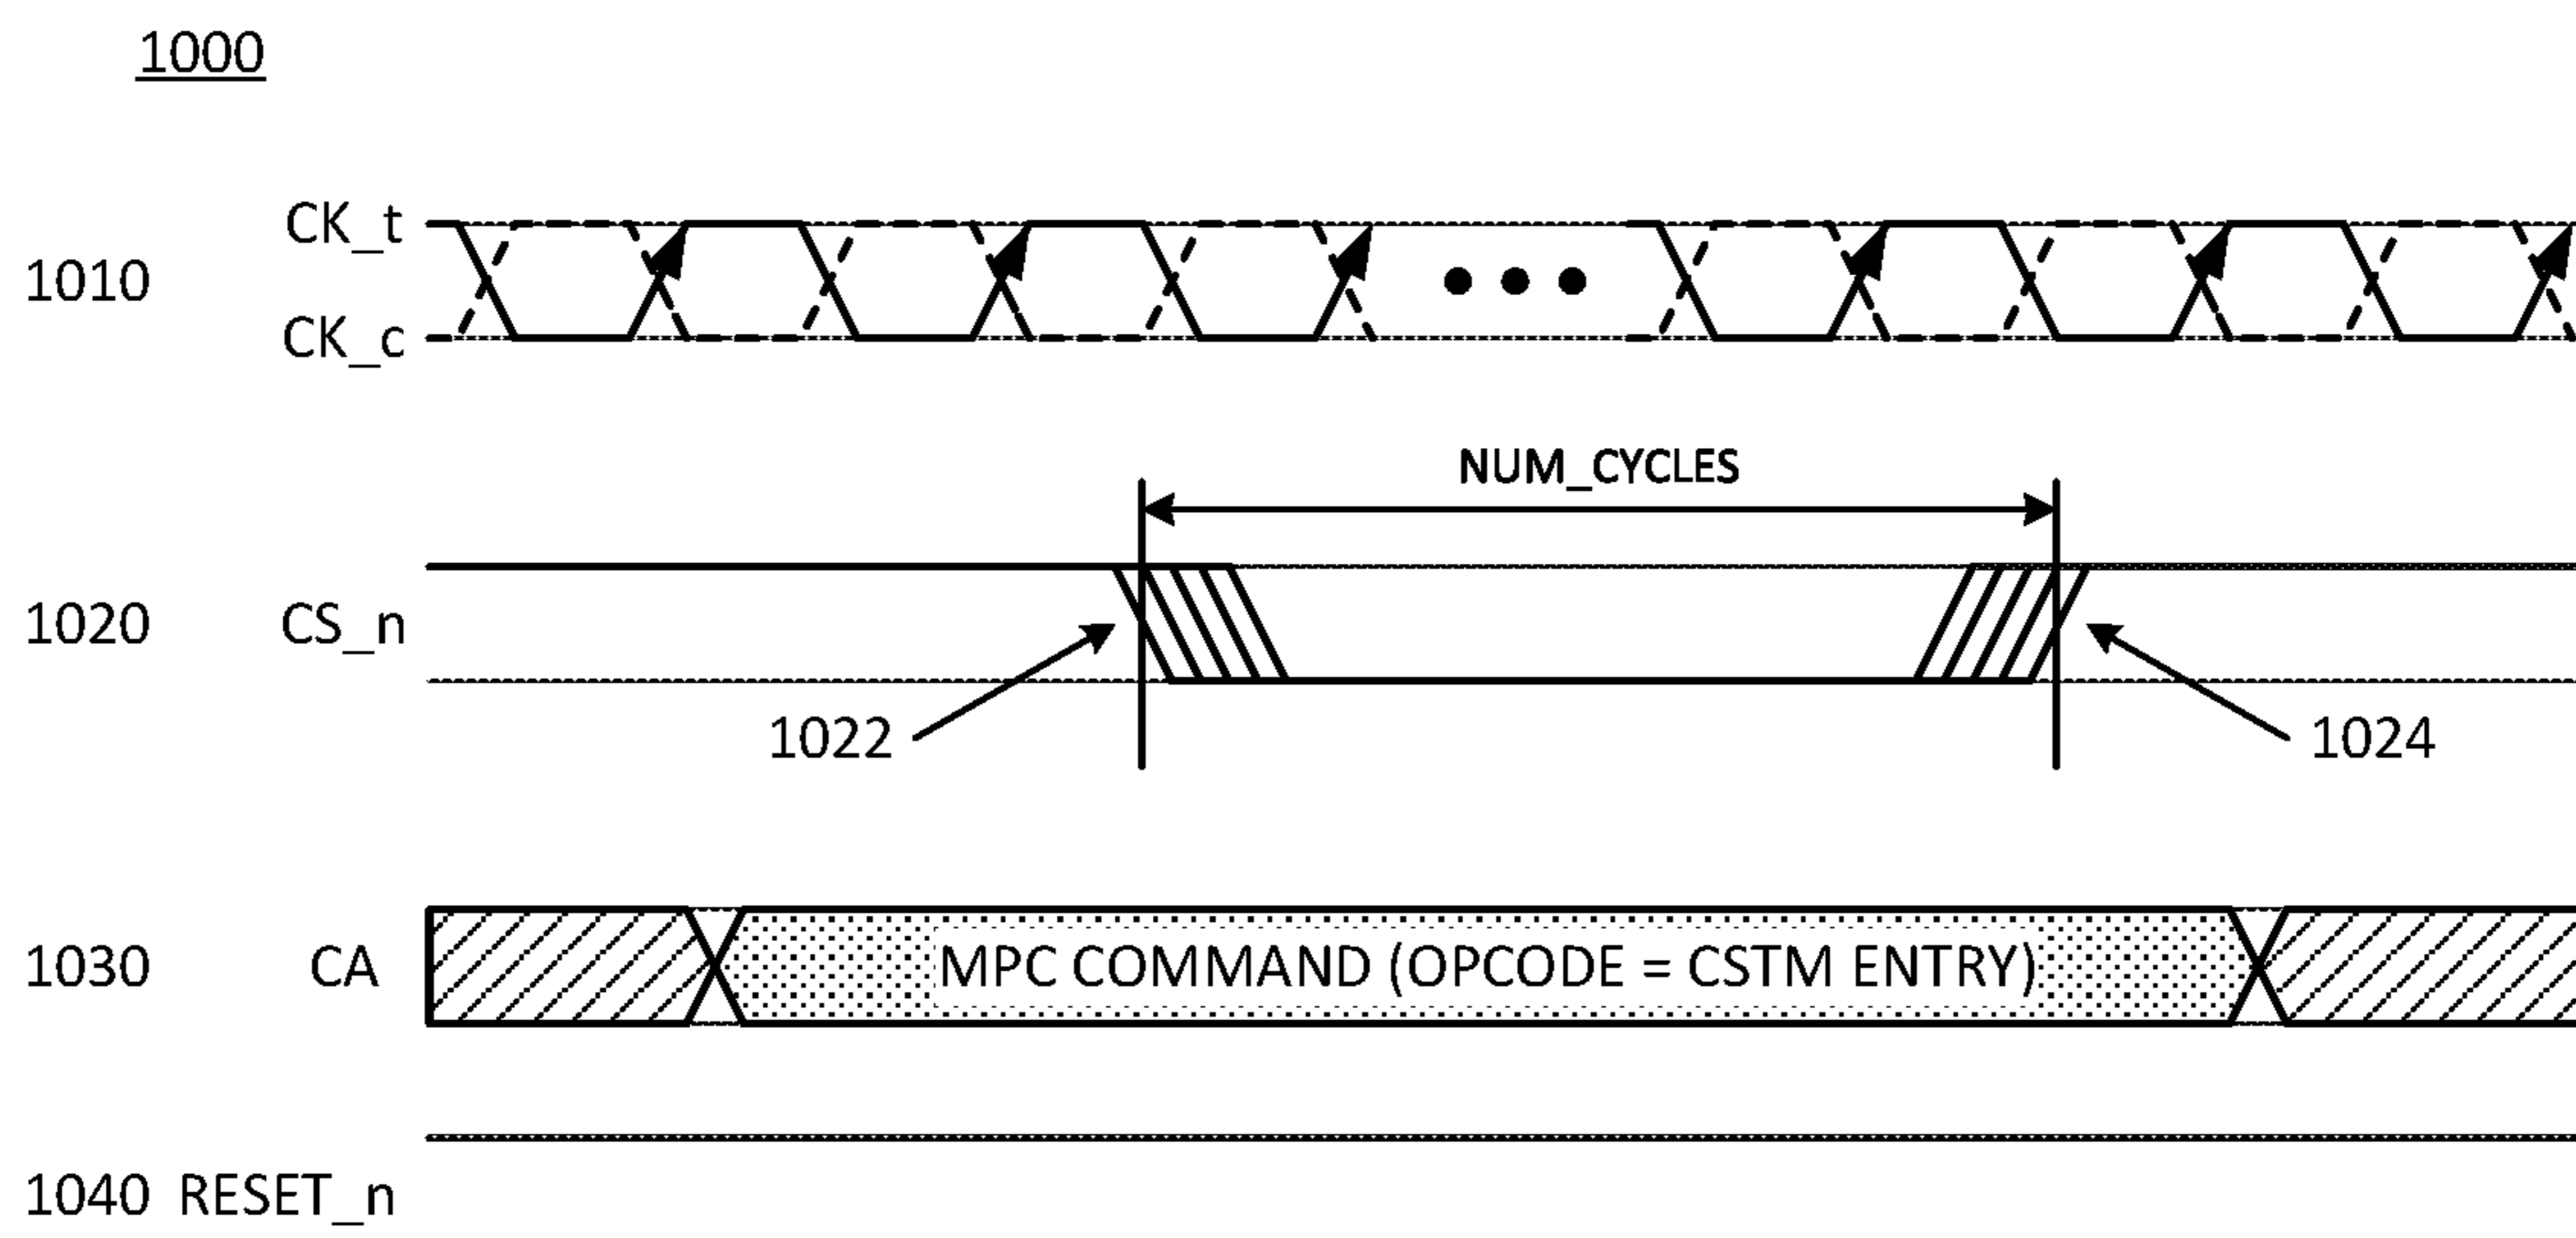 1000
CK_t
1010
CK_c
NUM_CYCLES
1020 CS_n
1022
1024
1030 CA MPC COMMAND (OPCODE = CSTM ENTRY)
1040 RESET_n